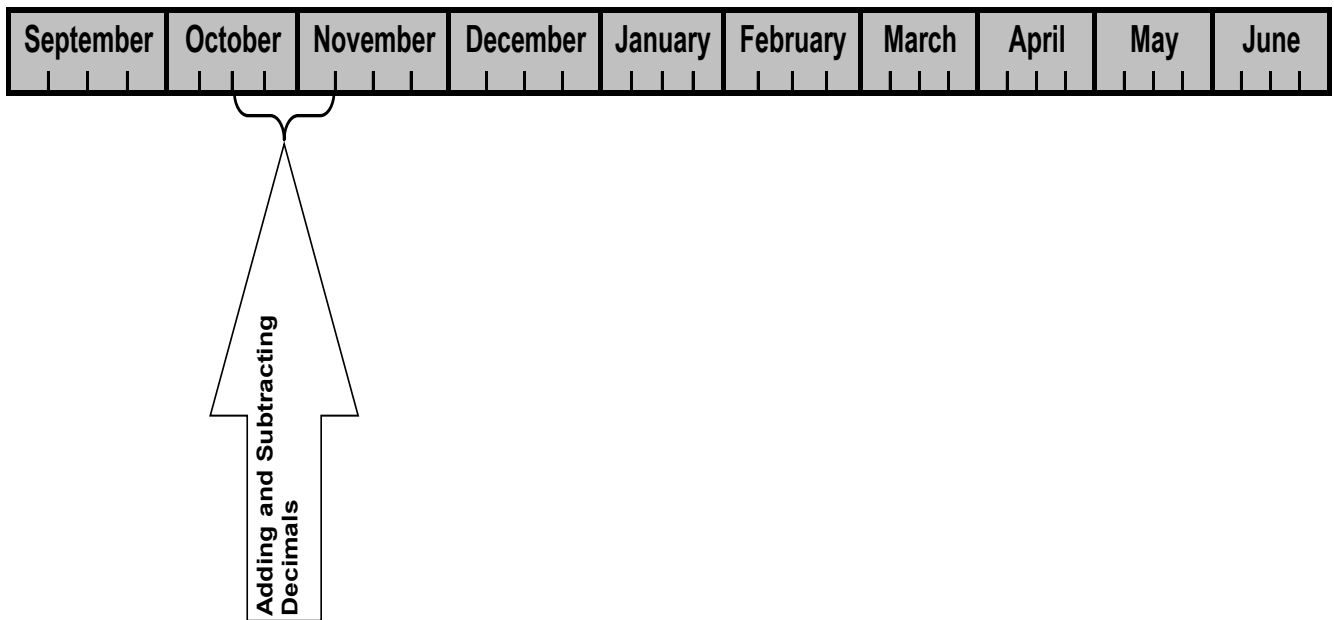 September October November December January February March April May June
Adding and Subtracting
Decimals